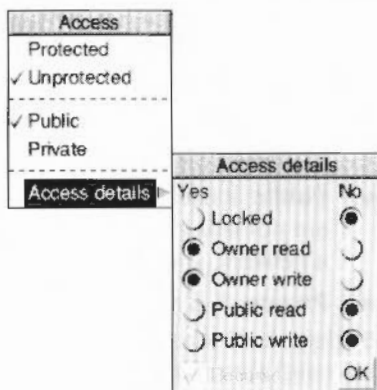 Access
Protected
✓ Unprotected
✓ Public
Private
Access details
Access details
Yes No
Locked
Owner read
Owner write
Public read
Public write
OK